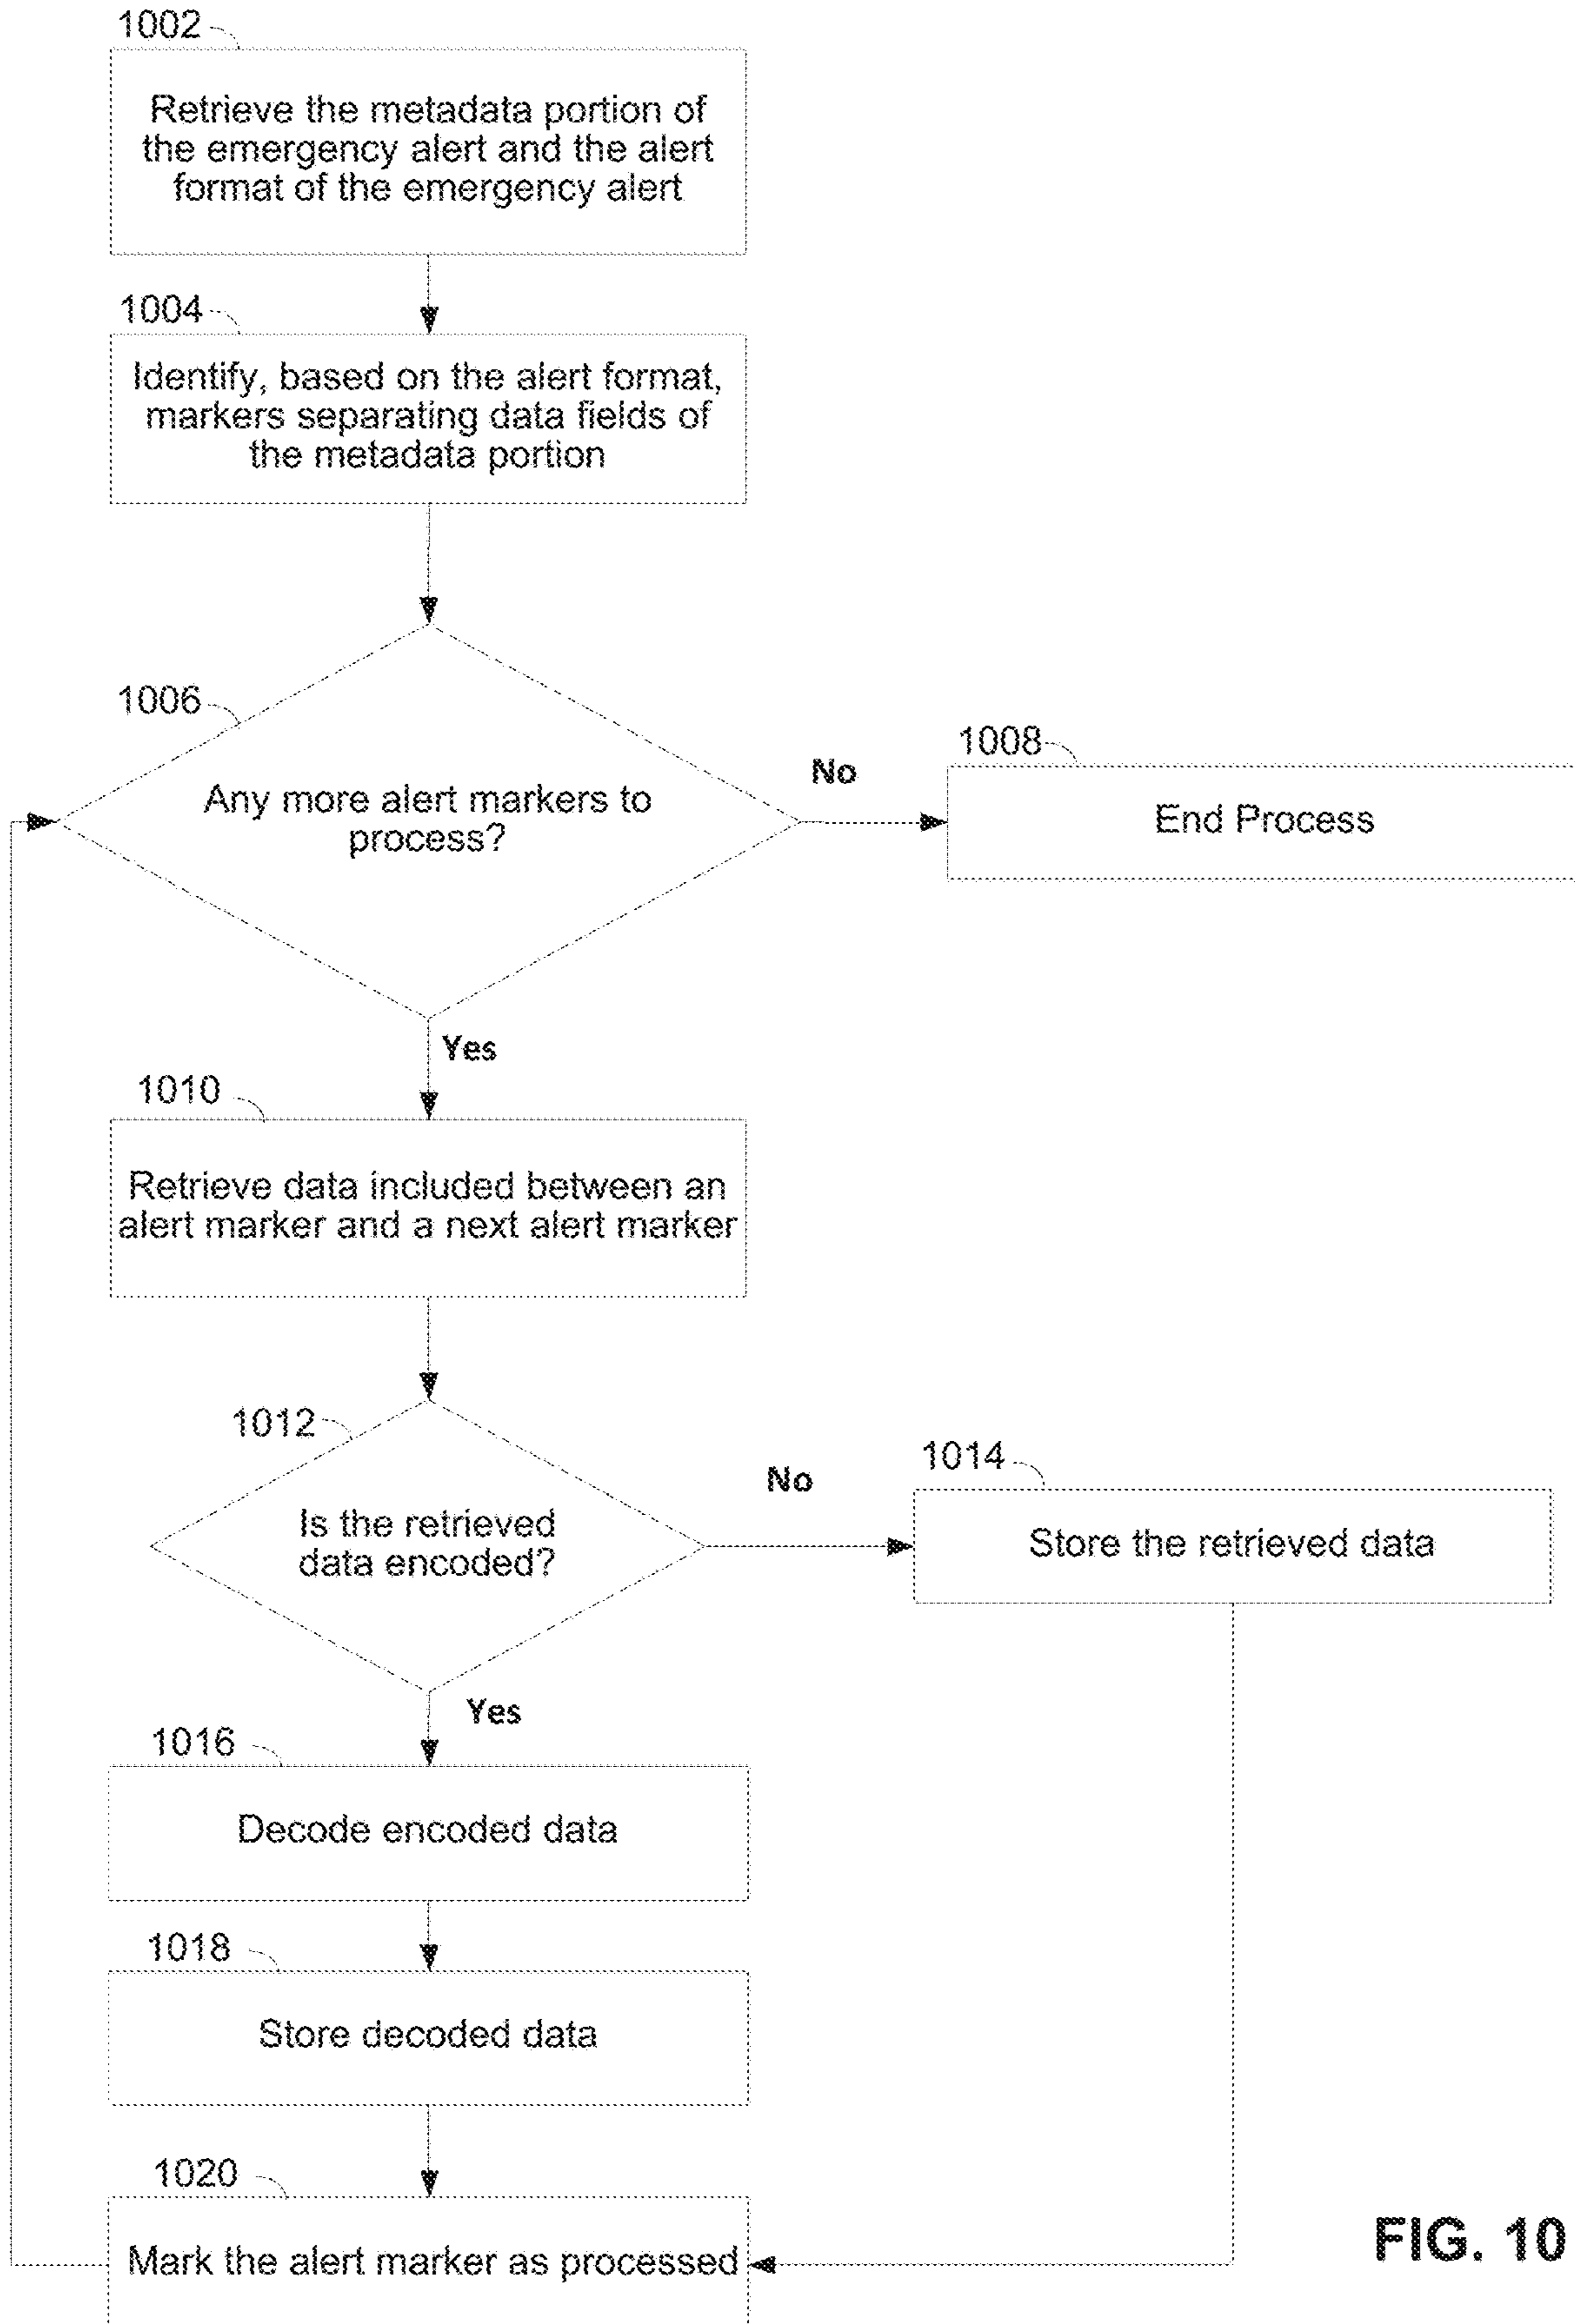 1002
Retrieve the metadata portion of
the emergency alert and the alert
format of the emergency alert
1004
Identify, based on the alert format,
markers separating data fields of
the metadata portion
1006
Any more alert markers to
process?
No
1008
End Process
Yes
1010
Retrieve data included between an
alert marker and a next alert marker
1012
Is the retrieved
data encoded?
No
1014
Store the retrieved data
Yes
1016
Decode encoded data
1018
Store decoded data
1020
Mark the alert marker as processed
FIG. 10